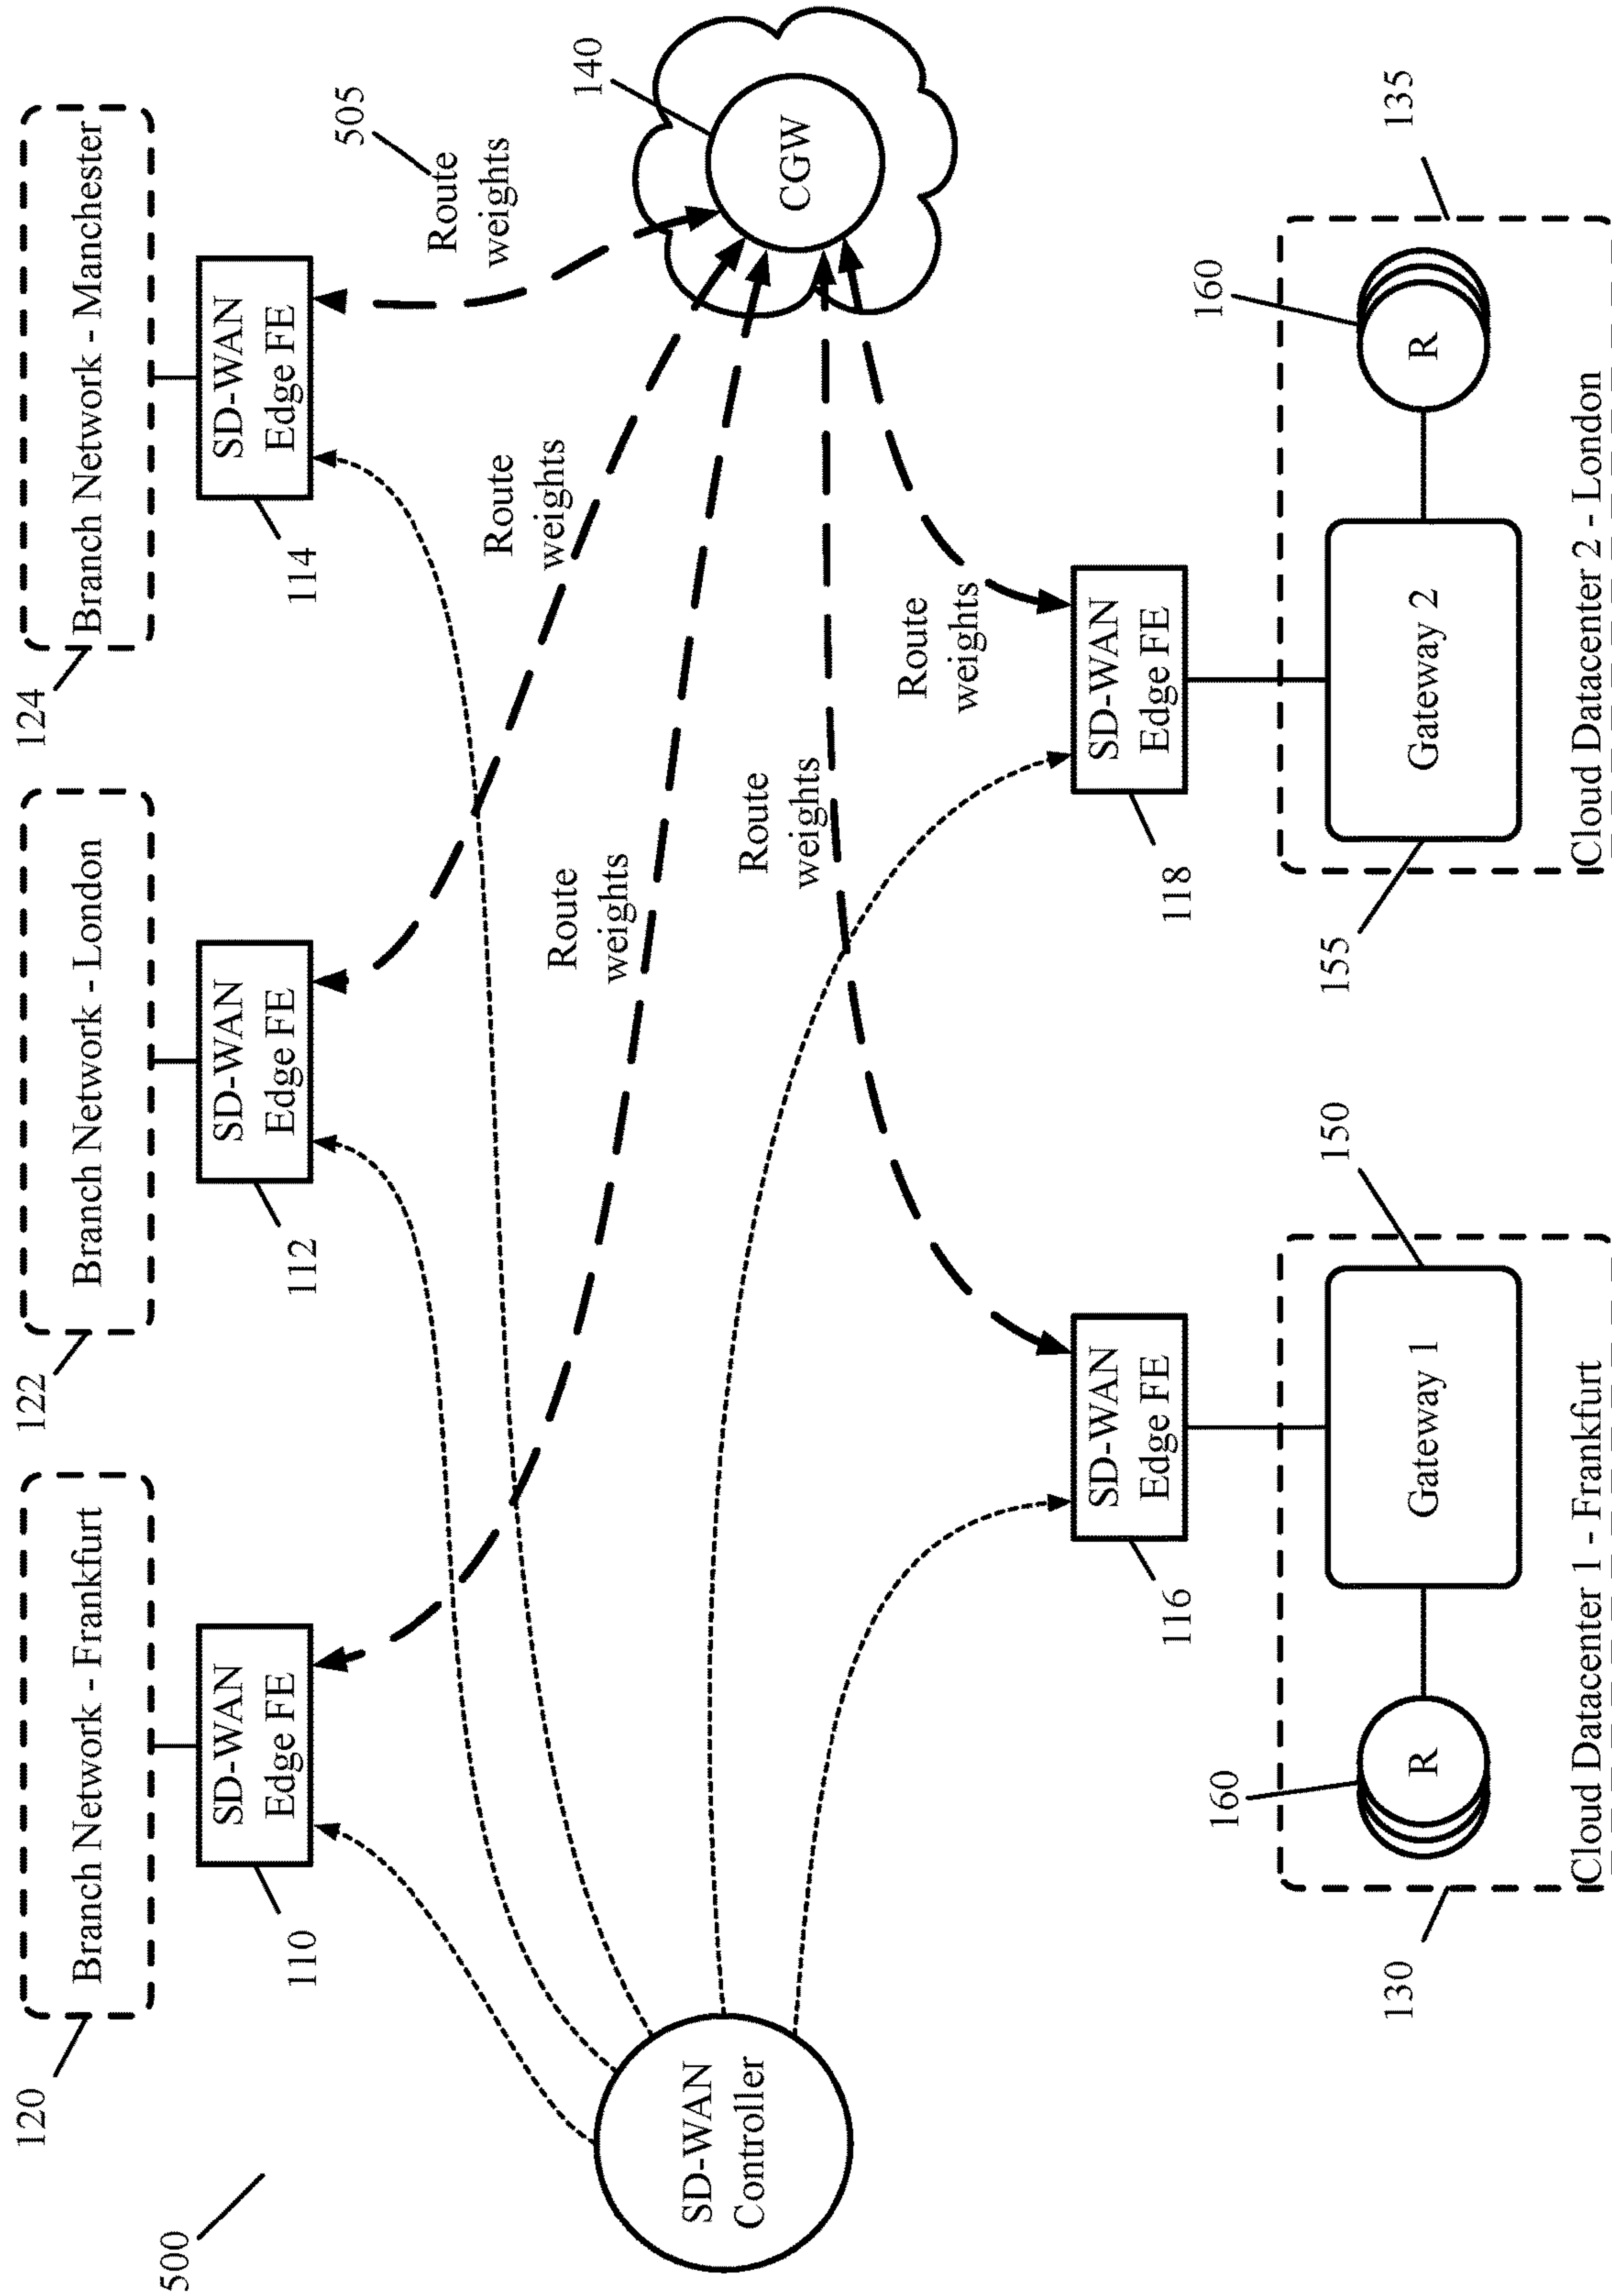 500
120
Branch Network - Frankfurt
122
Branch Network - London
124
Branch Network - Manchester
SD-WAN
Edge FE
110
SD-WAN
Edge FE
112
SD-WAN
Edge FE
114
505
Route
weights
Route
weights
Route
weights
Route
weights
Route
weights
140
CGW
SD-WAN
Controller
SD-WAN
Edge FE
116
SD-WAN
Edge FE
118
130
160
R
Gateway 1
150
Cloud Datacenter 1 - Frankfurt
155
Gateway 2
160
R
135
Cloud Datacenter 2 - London